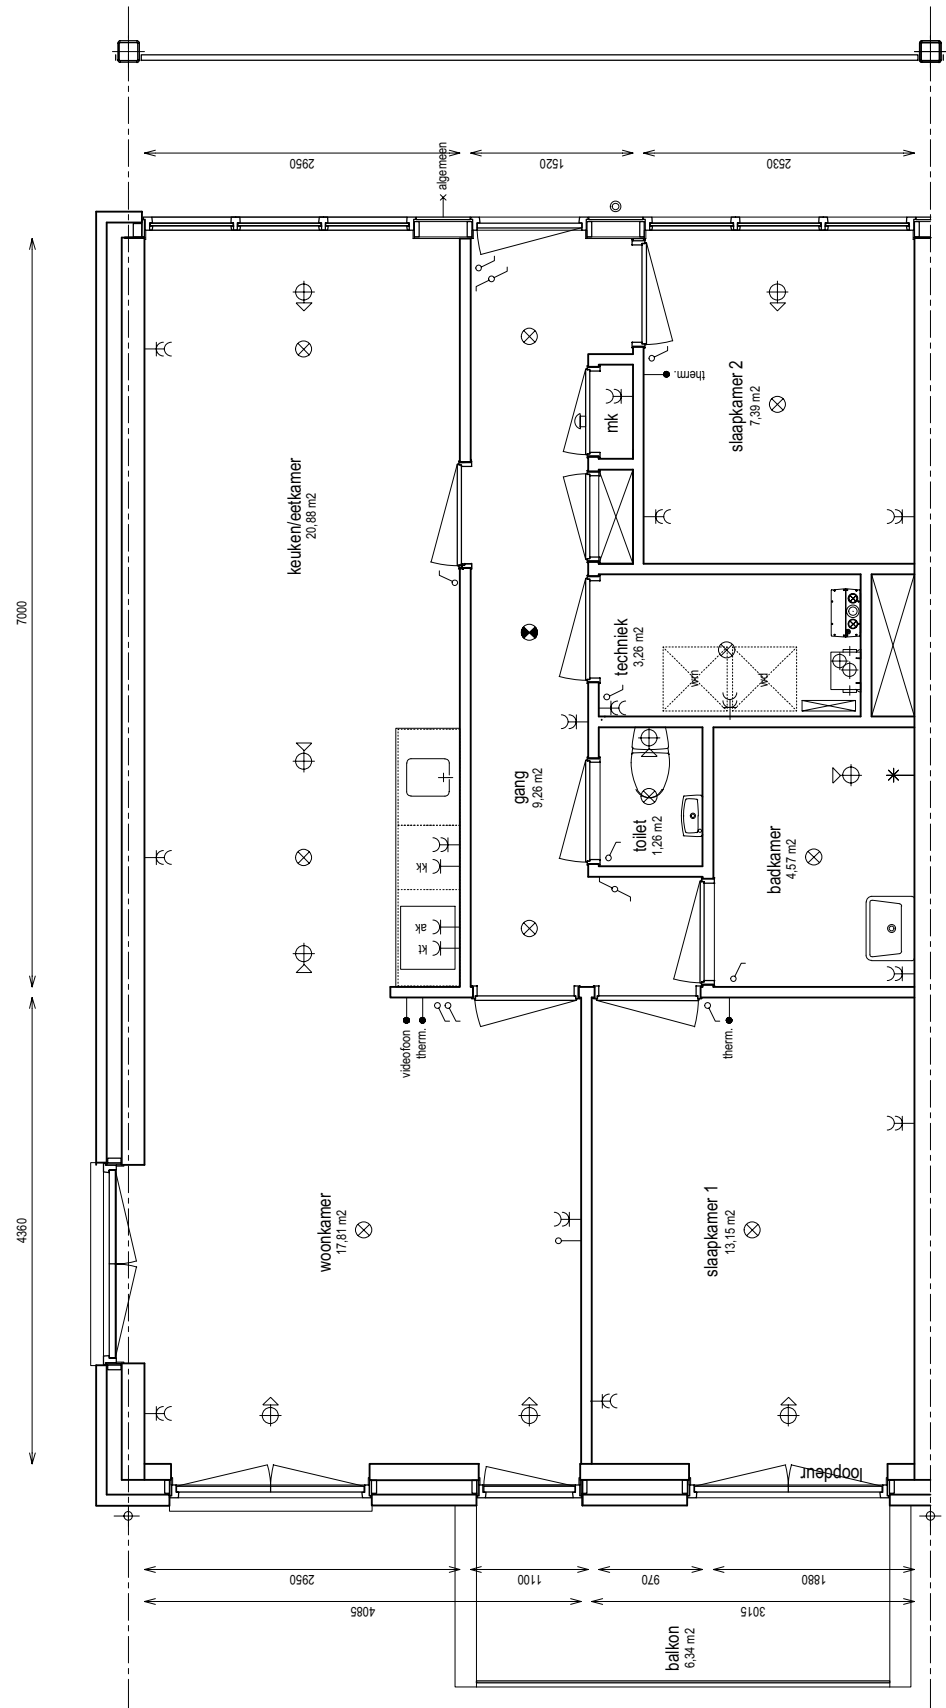 2950
1520
2530
algemeen
keuken/eetkamer
20,88 m2
mk
therm.
slaapkamer 2
7,39 m2
7000
techniek
3,26 m2
wm
wd
gang
9,26 m2
toilet
1,26 m2
badkamer
4,57 m2
kk
ak
kt
videofoon
therm.
therm.
4360
woonkamer
17,81 m2
slaapkamer 1
13,15 m2
loopdeur
2950
1100
970
1880
4085
3015
balkon
6,34 m2